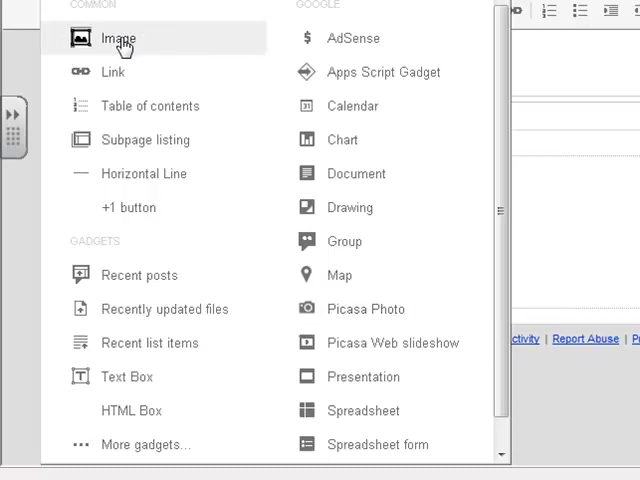 COMMON
Image
Link
Table of contents
Subpage listing
Horizontal Line
+1 button
GADGETS
Recent posts
Recently updated files
Recent list items
Text Box
HTML Box
More gadgets...
GOOGLE
AdSense
Apps Script Gadget
Calendar
Chart
Document
Drawing
Group
Map
Picasa Photo
Picasa Web slideshow
Presentation
Spreadsheet
Spreadsheet form
ctivity | Report Abuse | P